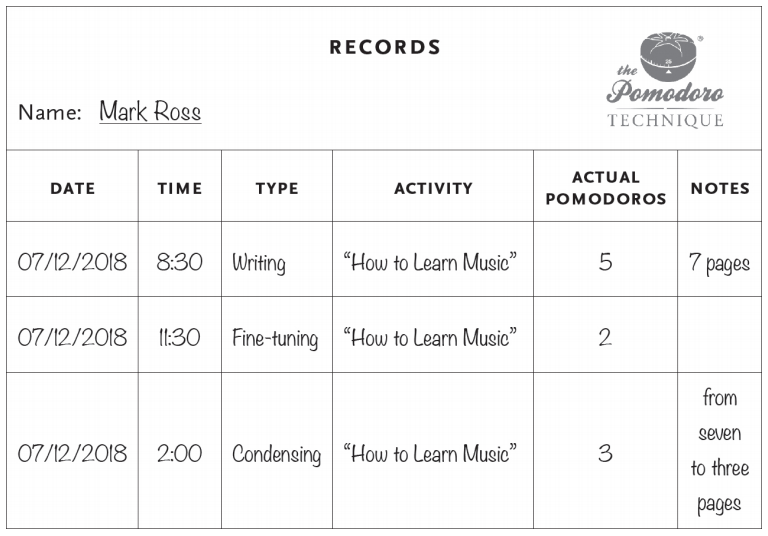 RECORDS
the
Pomodoro
TECHNIQUE
®
Name: Mark Ross
DATE TIME TYPE ACTIVITY ACTUAL POMODOROS NOTES
07/12/2018 8:30 Writing “How to Learn Music” 5 7 pages
07/12/2018 11:30 Fine-tuning “How to Learn Music” 2
07/12/2018 2:00 Condensing “How to Learn Music” 3 from
seven
to three
pages